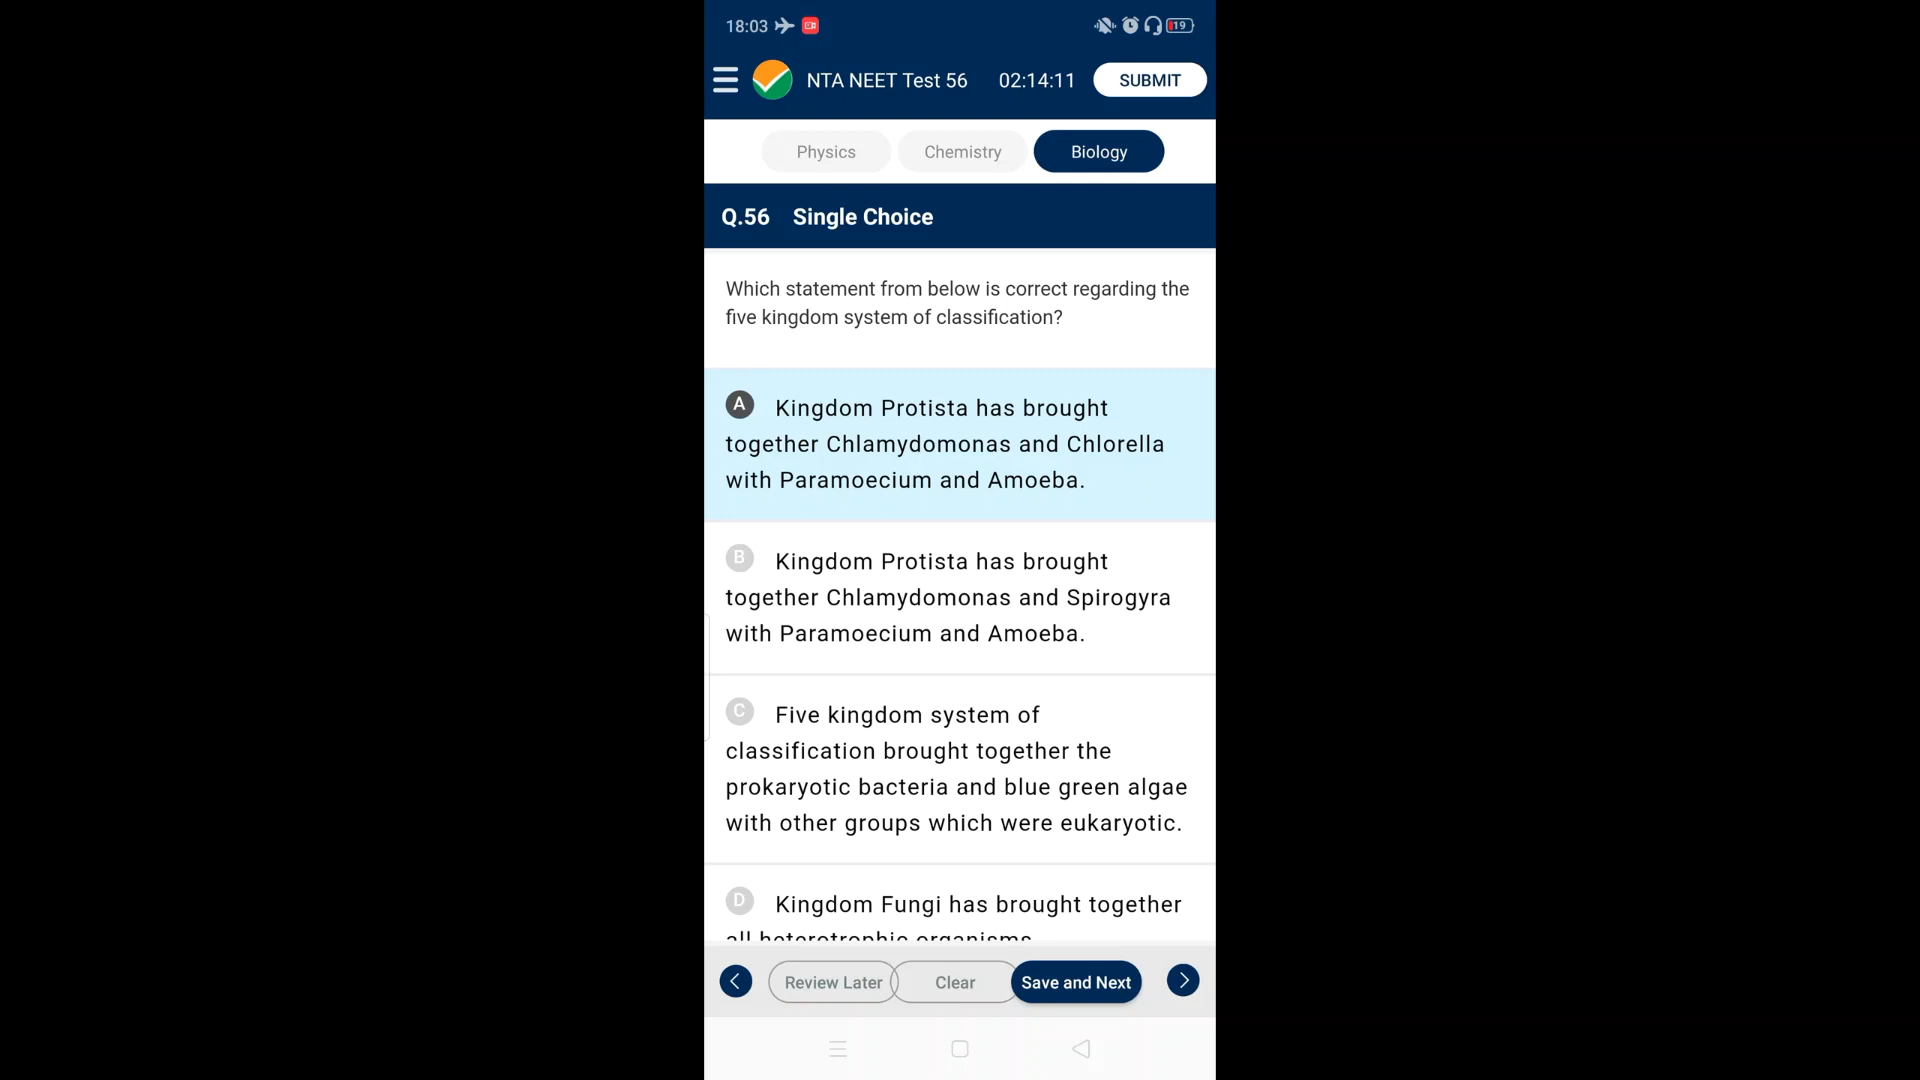 18:03 19
NTA NEET Test 56 02:14:11 SUBMIT
Physics Chemistry Biology
Q.56 Single Choice
Which statement from below is correct regarding the
five kingdom system of classification?
A Kingdom Protista has brought
together Chlamydomonas and Chlorella
with Paramoecium and Amoeba.
B Kingdom Protista has brought
together Chlamydomonas and Spirogyra
with Paramoecium and Amoeba.
C Five kingdom system of
classification brought together the
prokaryotic bacteria and blue green algae
with other groups which were eukaryotic.
D Kingdom Fungi has brought together
all heterotrophic organisms
Review Later Clear Save and Next